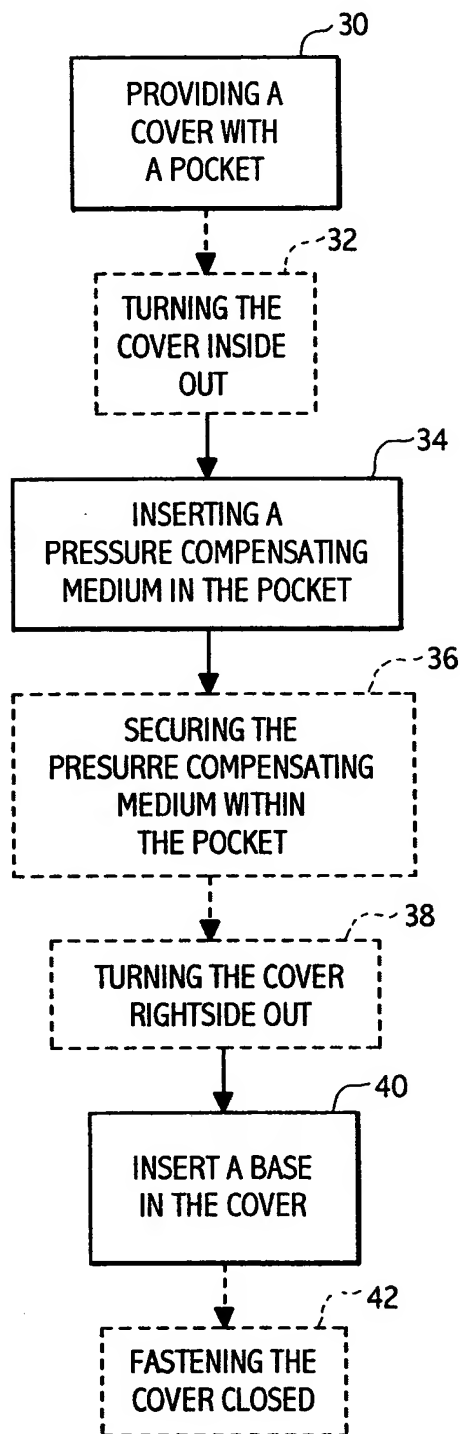 30
PROVIDING A
COVER WITH
A POCKET
32
TURNING THE
COVER INSIDE
OUT
34
INSERTING A
PRESSURE COMPENSATING
MEDIUM IN THE POCKET
36
SECURING THE
PRESURRE COMPENSATING
MEDIUM WITHIN
THE POCKET
38
TURNING THE COVER
RIGHTSIDE OUT
40
INSERT A BASE
IN THE COVER
42
FASTENING THE
COVER CLOSED